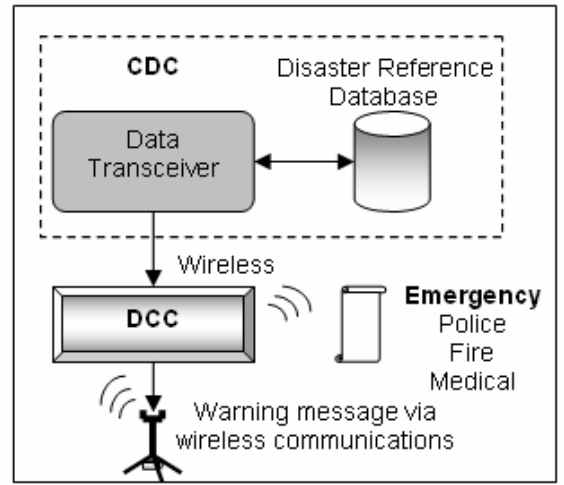 CDC
Disaster Reference
Database
Data
Transceiver
Wireless
DCC
Emergency
Police
Fire
Medical
Warning message via
wireless communications